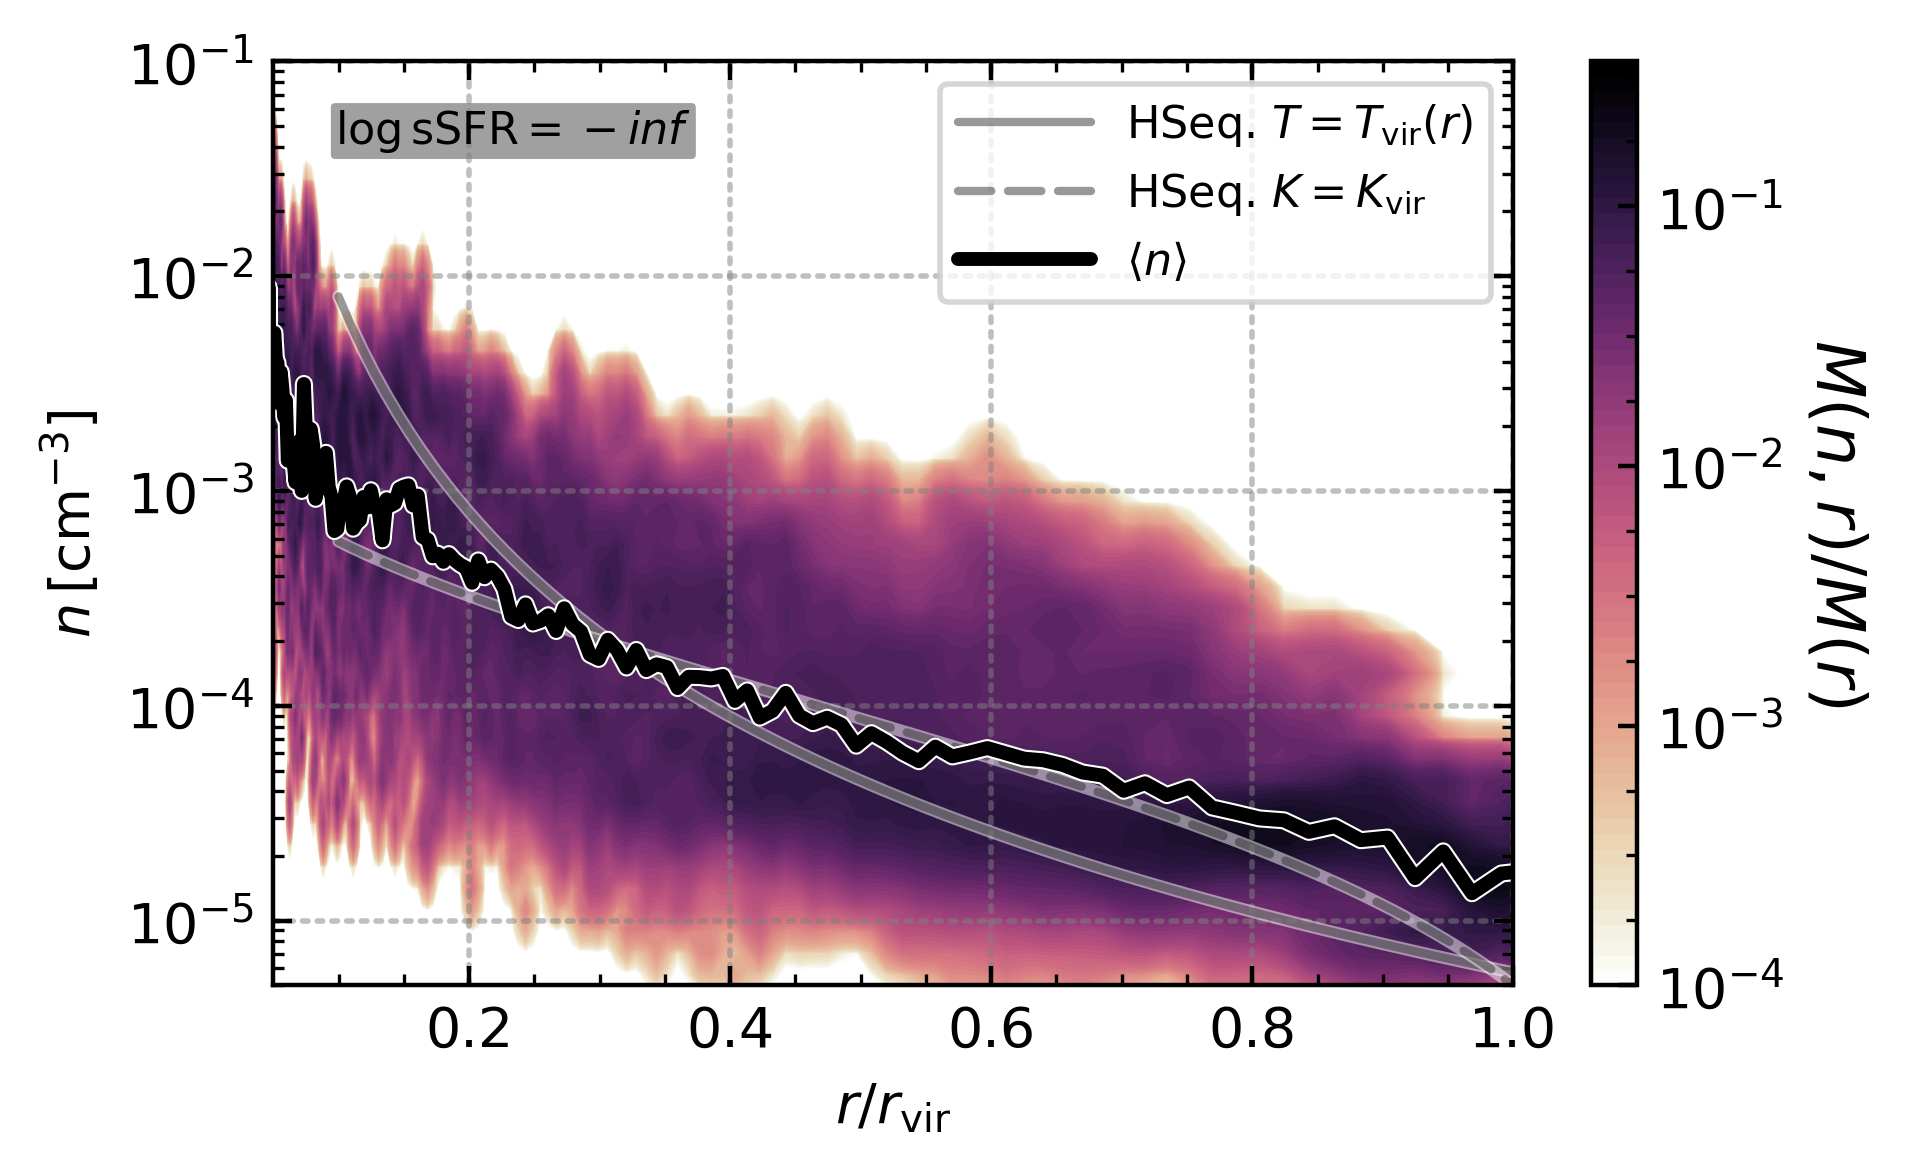 10⁻¹
10⁻²
10⁻³
10⁻⁴
10⁻⁵
n [cm⁻³]
log sSFR = −inf
HSeq. T = T_vir(r)
HSeq. K = K_vir
⟨n⟩
0.2 0.4 0.6 0.8 1.0
r/r_vir
10⁻¹
10⁻²
10⁻³
10⁻⁴
M(n, r)/M(r)